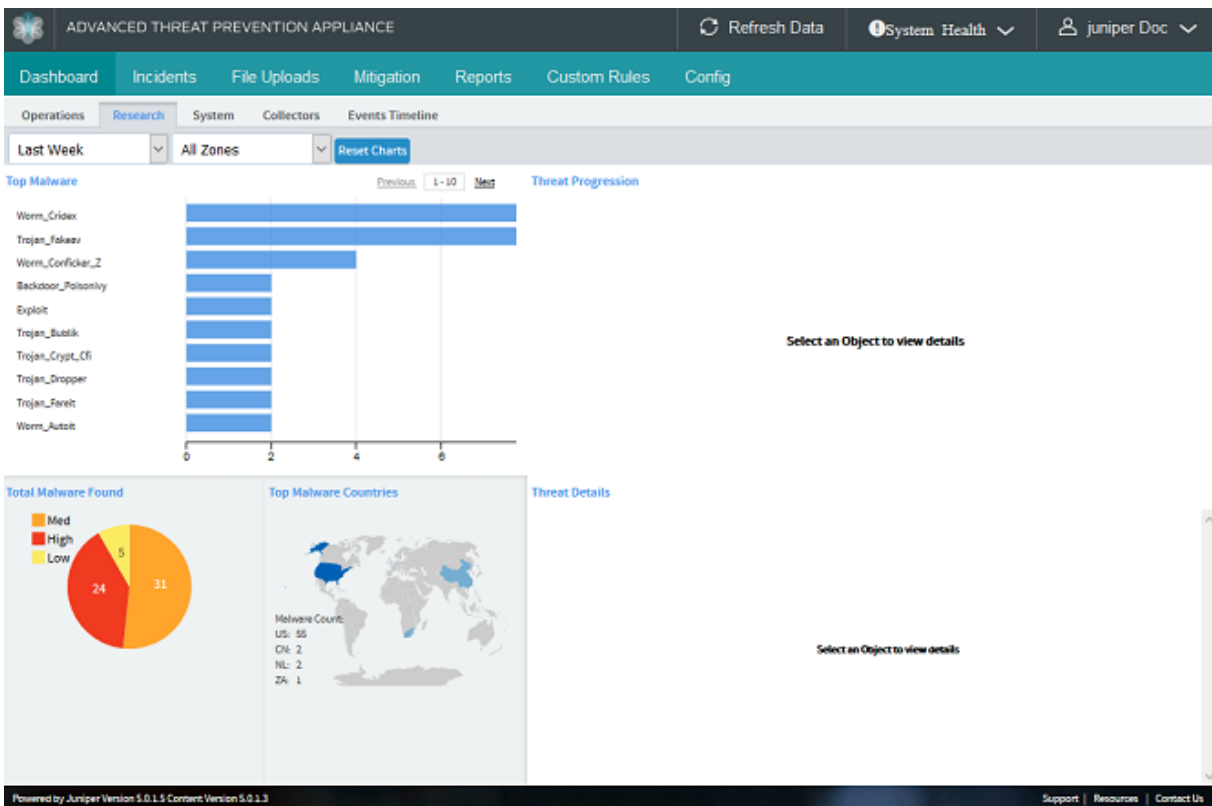 ADVANCED THREAT PREVENTION APPLIANCE
Refresh Data
System Health
juniper Doc
Dashboard Incidents File Uploads Mitigation Reports Custom Rules Config
Operations Research System Collectors Events Timeline
Last Week All Zones Reset Charts
Top Malware
Previous 1-10 Next
Worm_Cridex
Trojan_Fakeav
Worm_Conficker_Z
Backdoor_Poisonivy
Exploit
Trojan_Bublik
Trojan_Crypt_Cfi
Trojan_Dropper
Trojan_Fareit
Worm_Autoit
0 2 4 6
Threat Progression
Select an Object to view details
Total Malware Found
Med
High
Low
5
24
31
Top Malware Countries
Malware Count:
US: 55
CN: 2
NL: 2
ZA: 1
Threat Details
Select an Object to view details
Powered by Juniper Version 5.0.1.5 Content Version 5.0.1.3
Support | Resources | Contact Us